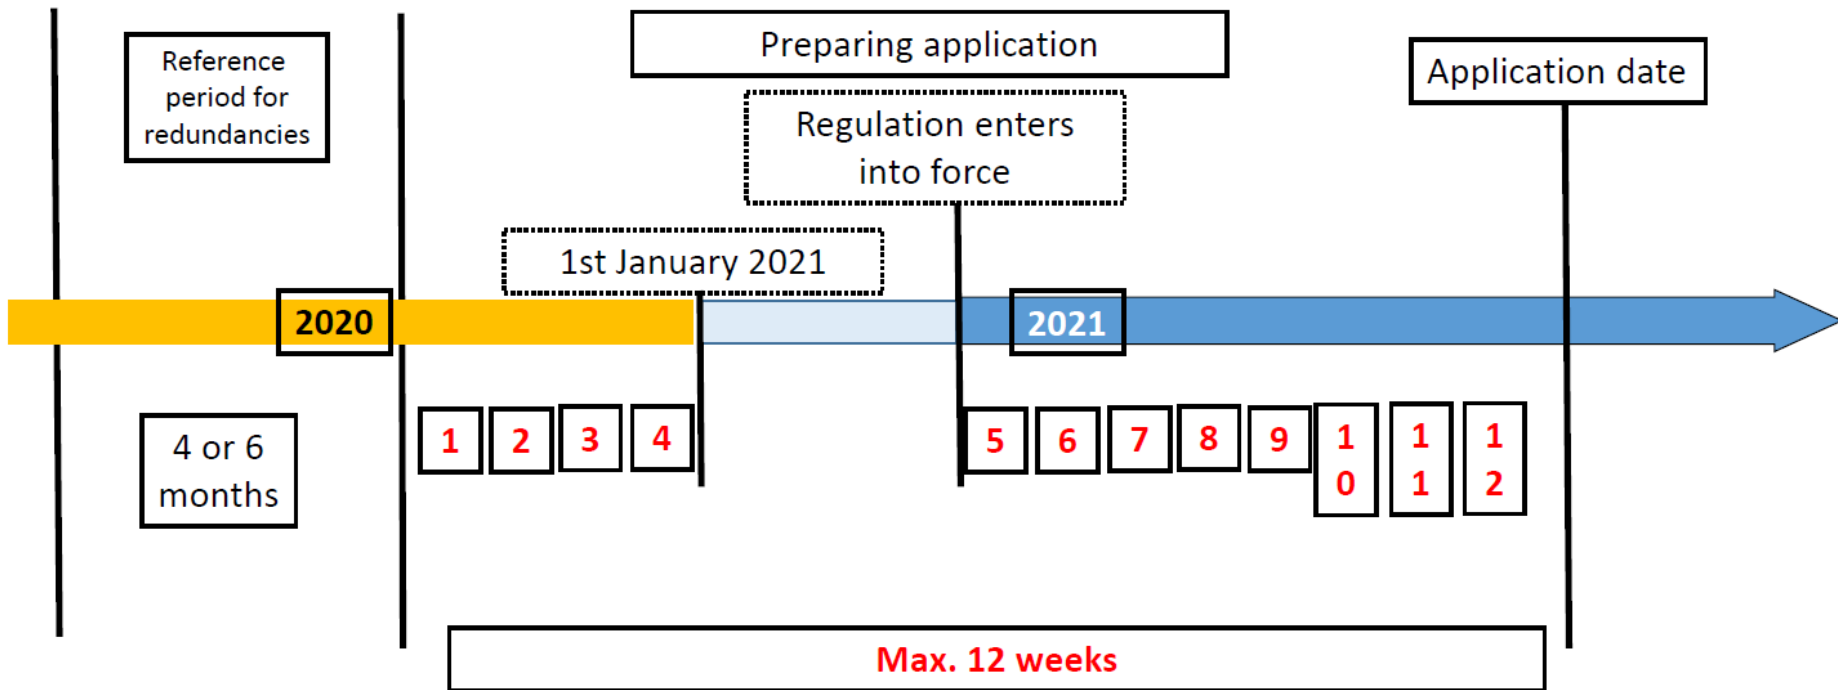 Preparing application
Reference
period for
redundancies
Application date
Regulation enters
into force
1st January 2021
2020
2021
1
2
3
4
5
6
7
8
9
1
0
1
1
1
2
4 or 6
months
Max. 12 weeks